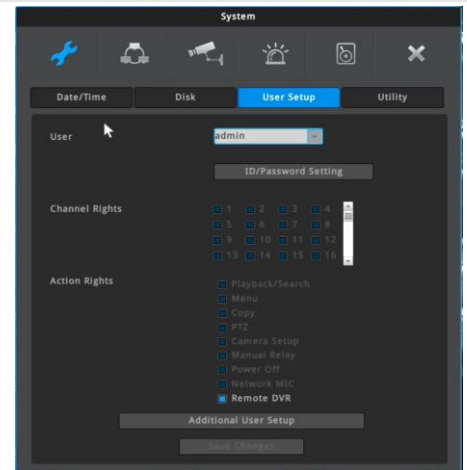 System
Date/Time Disk User Setup Utility
User admin
ID/Password Setting
Channel Rights 1 2 3 4
5 6 7 8
9 10 11 12
13 14 15 16
Action Rights Playback/Search
Menu
Copy
PTZ
Camera Setup
Manual Relay
Power Off
Network MIC
Remote DVR
Additional User Setup
Save Changes